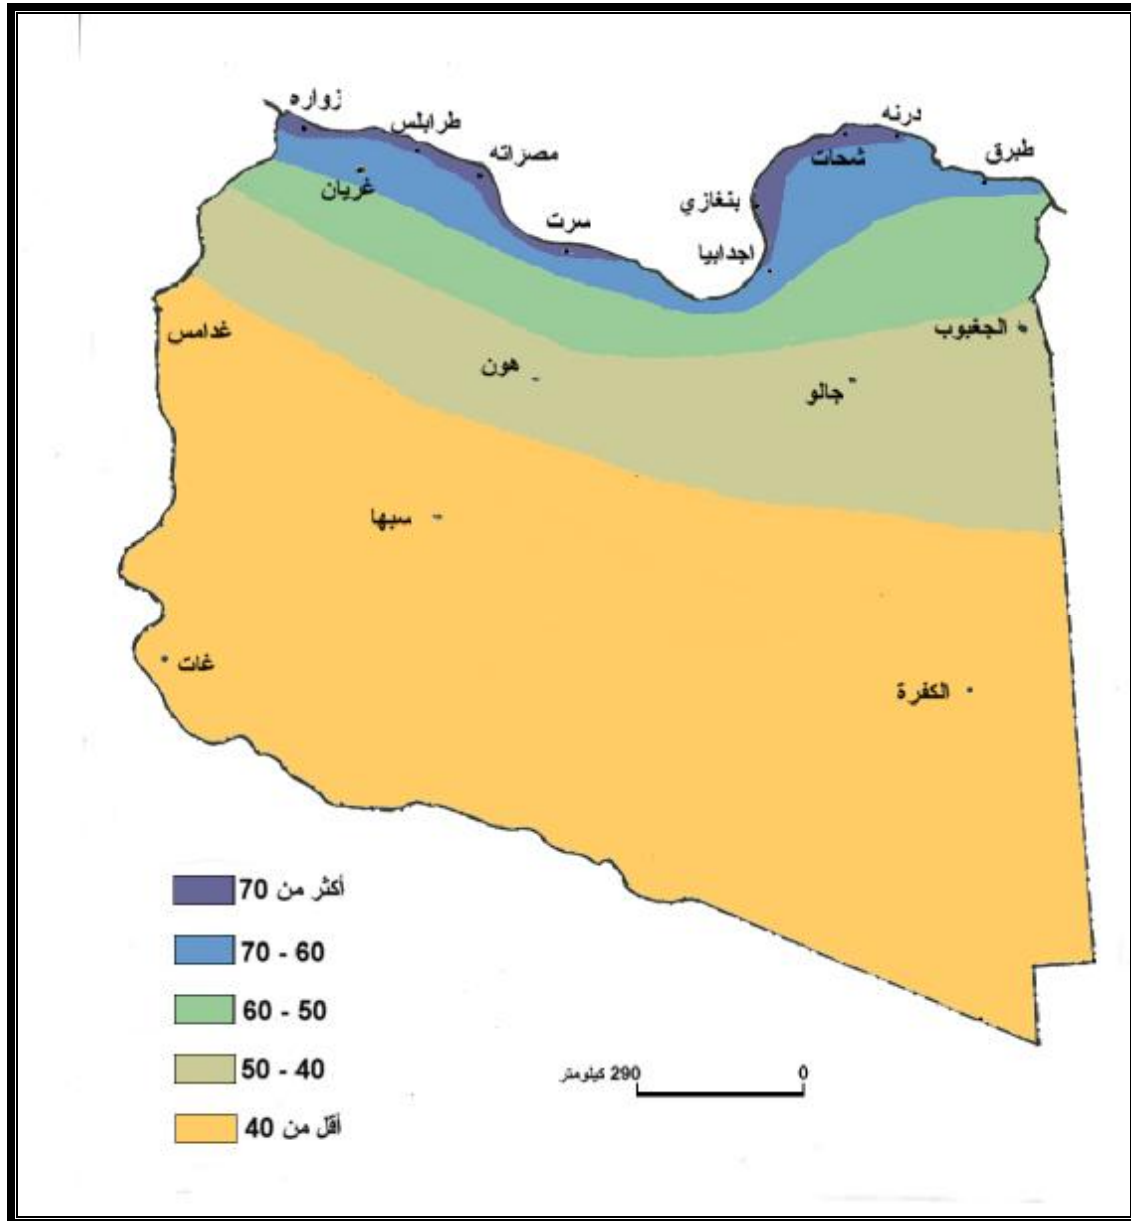 زواره
طرابلس
مصراته
غريان
سرت
درنه
شحات
طبرق
بنغازي
اجدابيا
الجغبوب
غدامس
هون
جالو
سبها
غات
الكفرة
أكثر من 70
70 - 60
60 - 50
50 - 40
أقل من 40
290 كيلومتر 0